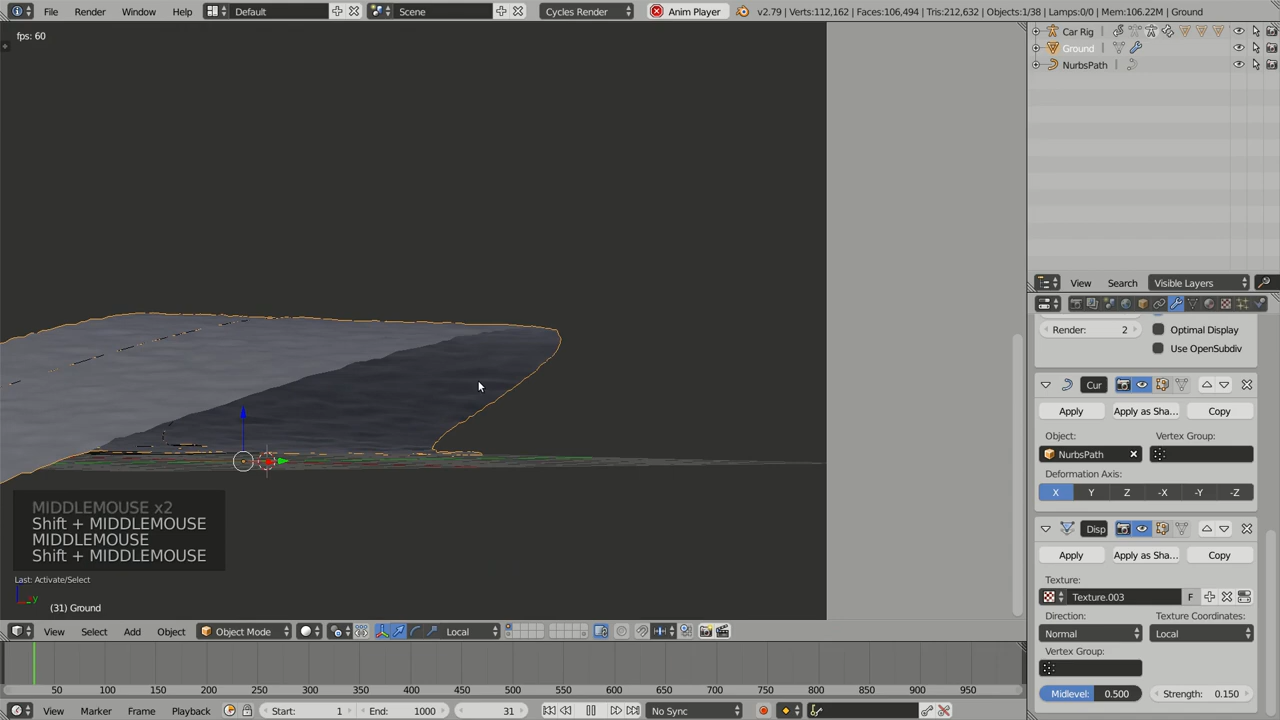 File Render Window Help Default Scene Cycles Render Anim Player v2.79 | Verts:112,162 | Faces:106,494 | Tris:212,632 | Objects:1/38 | Lamps:0/0 | Mem:106.22M | Ground
fps: 60
Car Rig
Ground
NurbsPath
View Search Visible Layers
Render: 2 Optimal Display
Use OpenSubdiv
Cur
Apply Apply as Sha... Copy
Object: Vertex Group:
NurbsPath
Deformation Axis:
X Y Z -X -Y -Z
Disp
Apply Apply as Sha... Copy
Texture:
Texture.003 F
Direction: Texture Coordinates:
Normal Local
Vertex Group:
Midlevel: 0.500 Strength: 0.150
MIDDLEMOUSE x2
Shift + MIDDLEMOUSE
MIDDLEMOUSE
Shift + MIDDLEMOUSE
Last: Activate/Select
y
(31) Ground
View Select Add Object Object Mode Local
50 100 150 200 250 300 350 400 450 500 550 600 650 700 750 800 850 900 950
View Marker Frame Playback Start: 1 End: 1000 31 No Sync